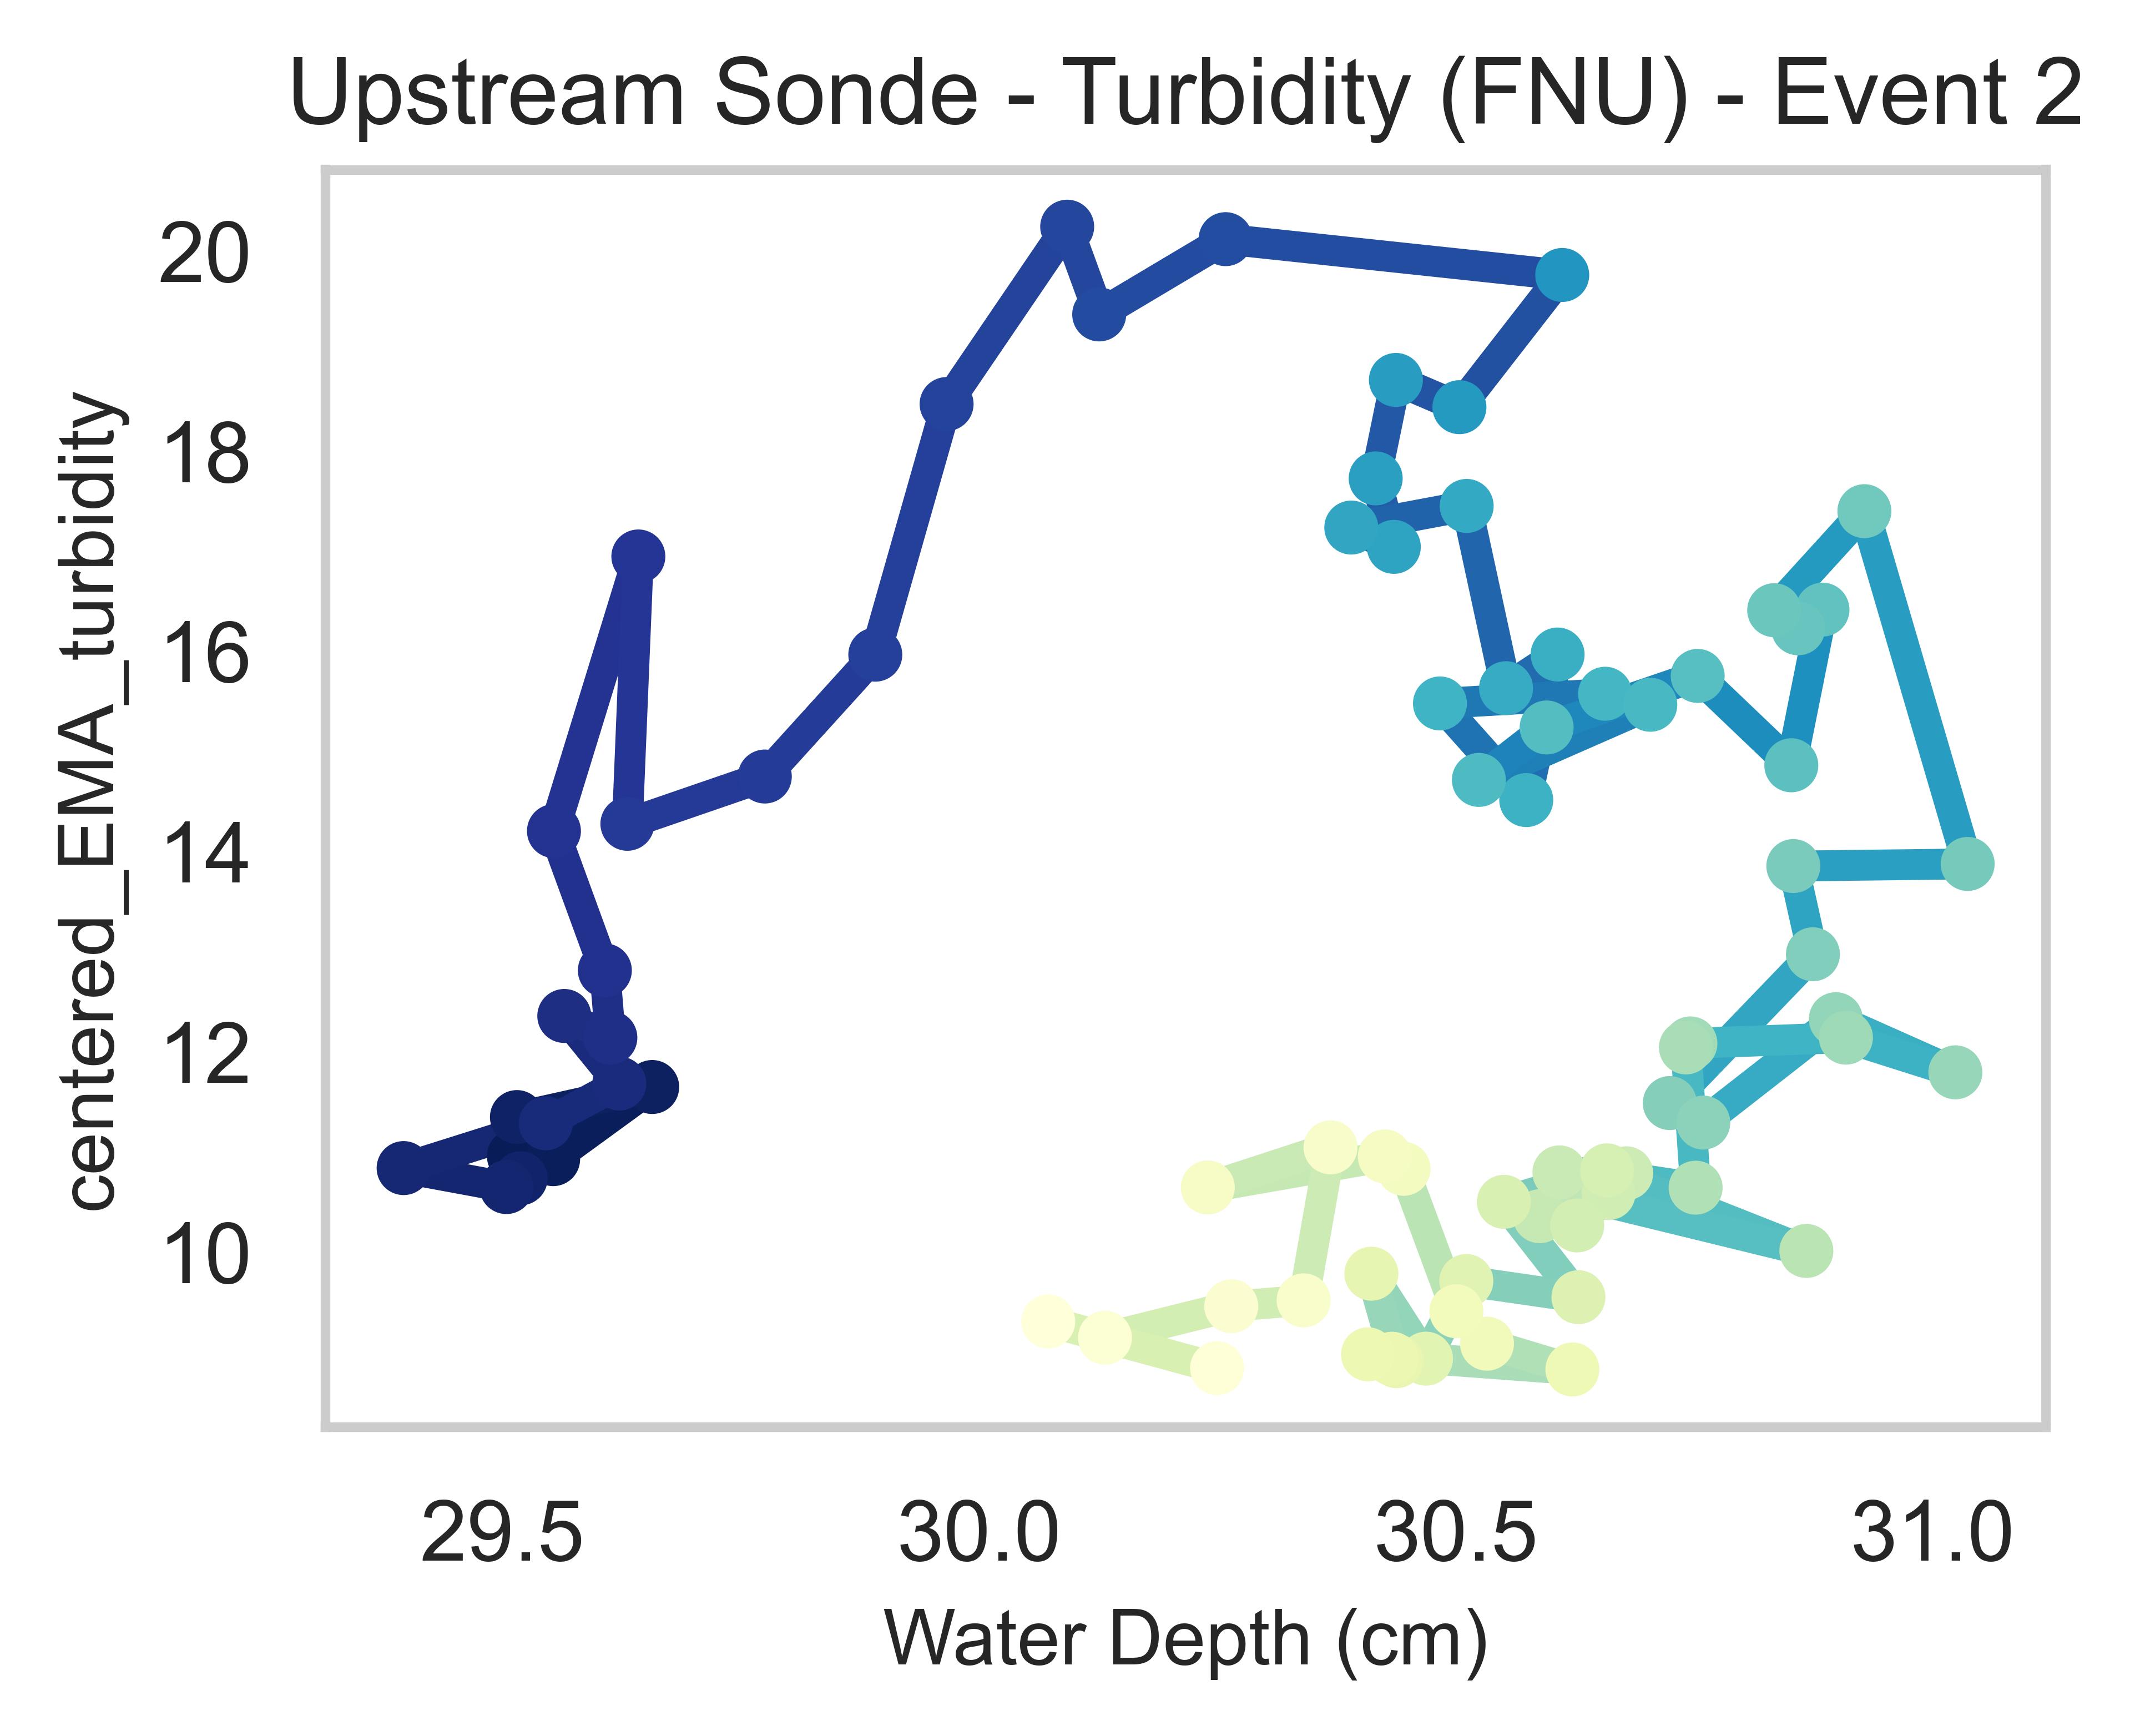 Upstream Sonde - Turbidity (FNU) - Event 2
centered_EMA_turbidity
20
18
16
14
12
10
29.5 30.0 30.5 31.0
Water Depth (cm)